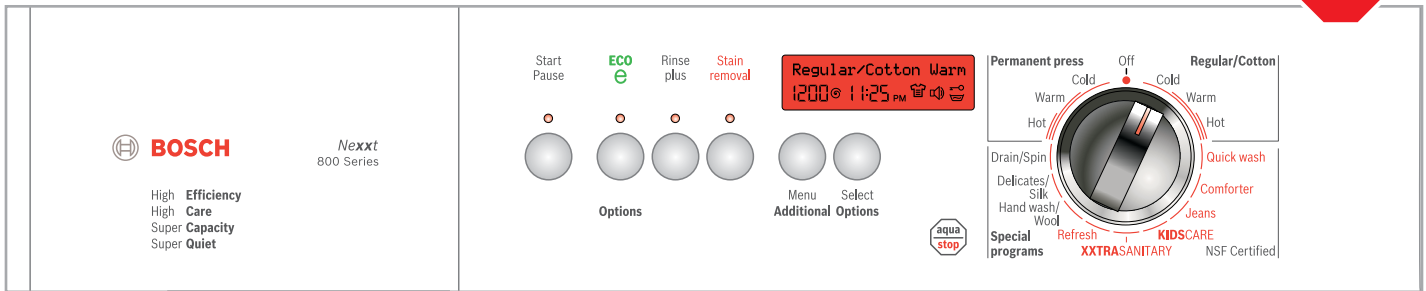 BOSCH
Nexxt
800 Series
High Efficiency
High Care
Super Capacity
Super Quiet
Start
Pause
ECO
e
Rinse
plus
Stain
removal
Options
Regular/Cotton Warm
1200 11:25 PM
Menu
Select
Additional Options
aqua
stop
Permanent press
Off
Regular/Cotton
Cold
Cold
Warm
Warm
Hot
Hot
Drain/Spin
Quick wash
Delicates/
Silk
Comforter
Hand wash/
Wool
Jeans
Special
programs
Refresh
KIDSCARE
XXTRASANITARY
NSF Certified